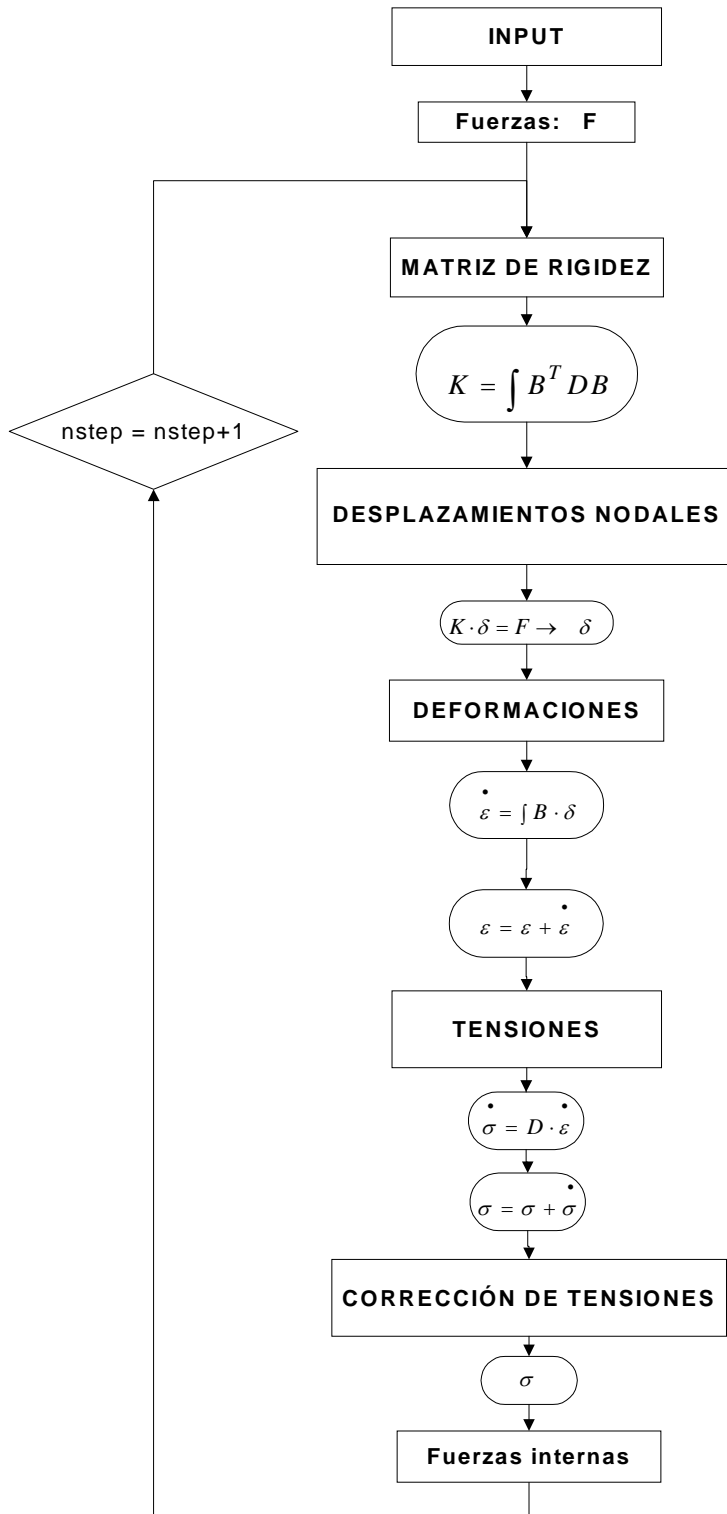 INPUT
Fuerzas: F
MATRIZ DE RIGIDEZ
K = ∫ B^T DB
nstep = nstep+1
DESPLAZAMIENTOS NODALES
K · δ = F → δ
DEFORMACIONES
ε̇ = ∫ B · δ
ε = ε + ε̇
TENSIONES
σ̇ = D · ε̇
σ = σ + σ̇
CORRECCIÓN DE TENSIONES
σ
Fuerzas internas